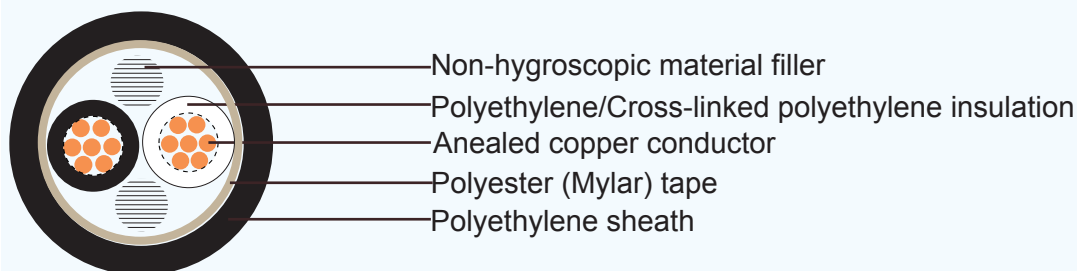 Non-hygroscopic material filler
Polyethylene/Cross-linked polyethylene insulation
Anealed copper conductor
Polyester (Mylar) tape
Polyethylene sheath